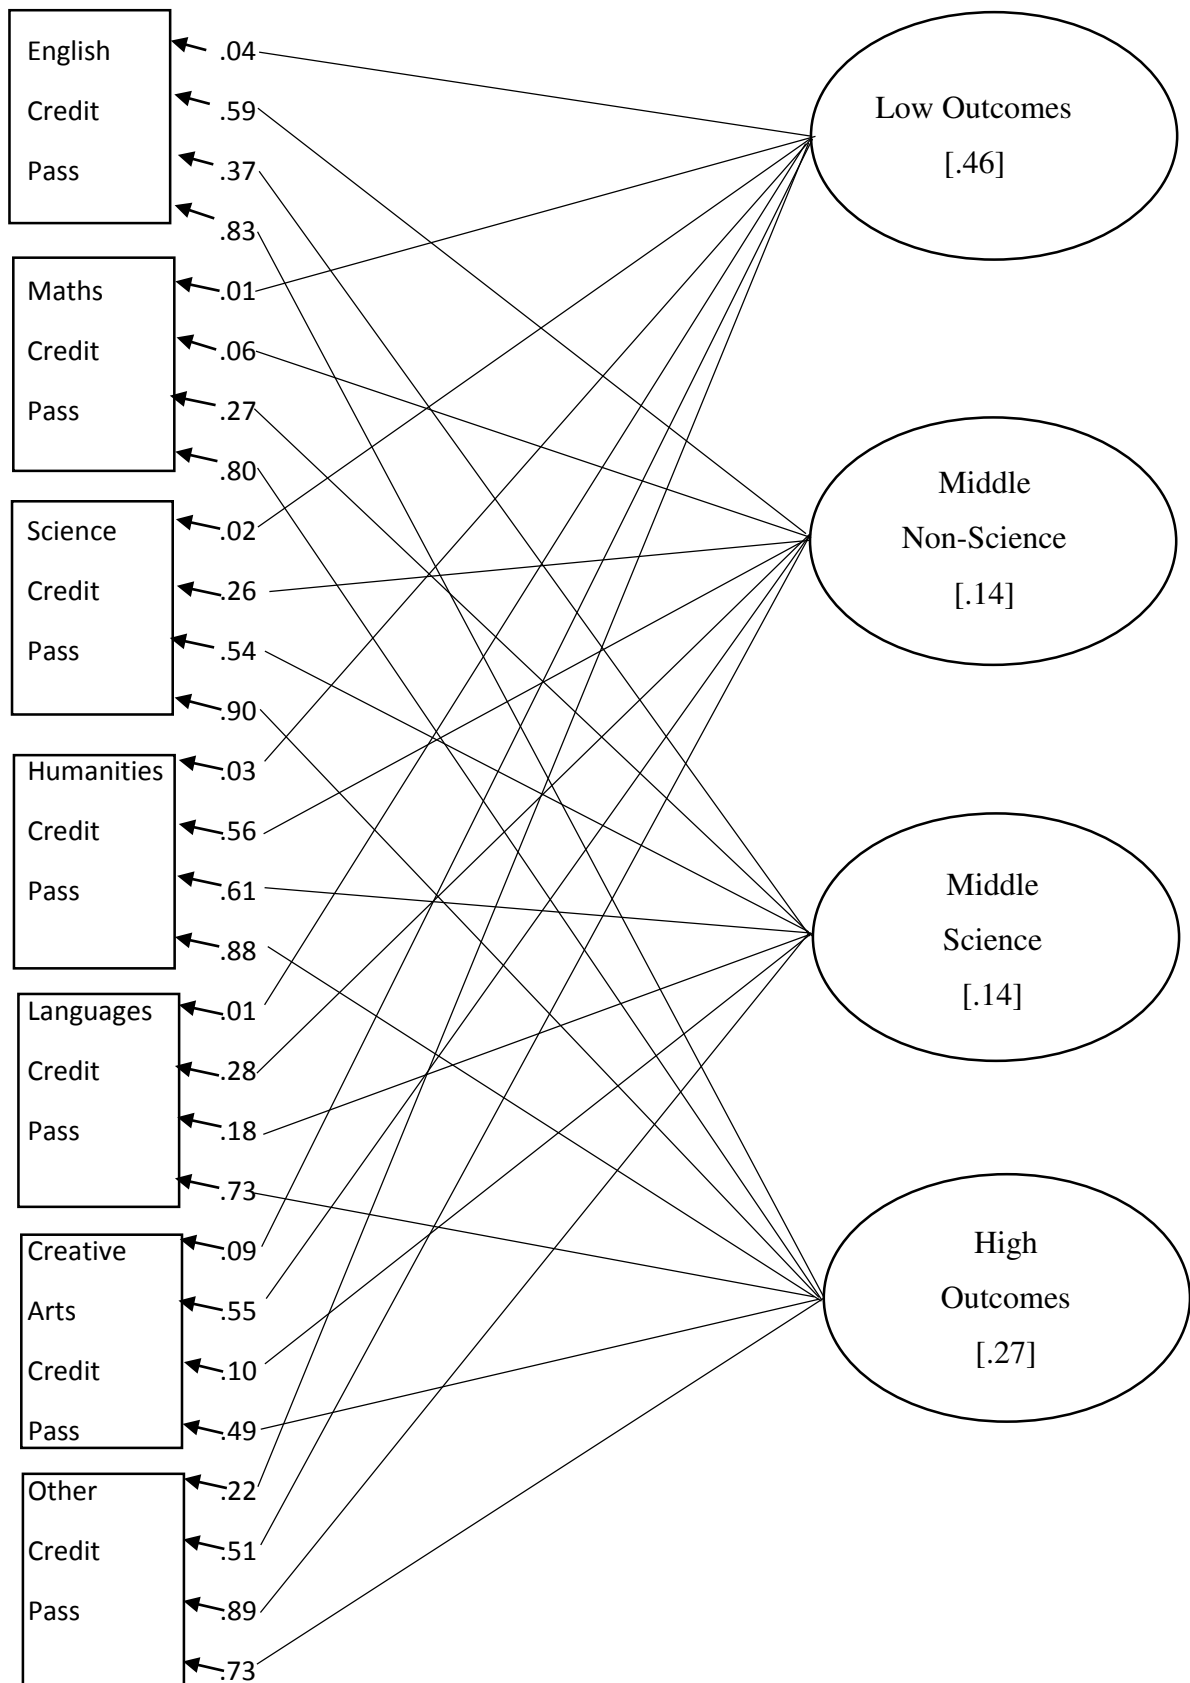 English .04
Credit .59
Pass .37
.83
Maths .01
Credit .06
Pass .27
.80
Science .02
Credit .26
Pass .54
.90
Humanities .03
Credit .56
Pass .61
.88
Languages .01
Credit .28
Pass .18
.73
Creative .09
Arts .55
Credit .10
Pass .49
Other .22
Credit .51
Pass .89
.73
Low Outcomes
[.46]
Middle
Non-Science
[.14]
Middle
Science
[.14]
High
Outcomes
[.27]